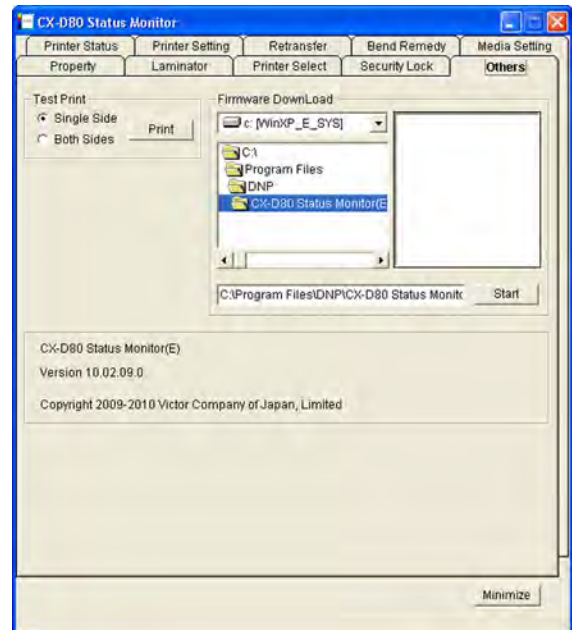 CX-D80 Status Monitor
Printer Status Printer Setting Retransfer Bend Remedy Media Setting
Property Laminator Printer Select Security Lock Others
Test Print
Single Side
Both Sides
Print
Firmware DownLoad
c: [WinXP_E_SYS]
C:\
Program Files
DNP
CX-D80 Status Monitor(E
C:\Program Files\DNP\CX-D80 Status Monitc
Start
CX-D80 Status Monitor(E)
Version 10.02.09.0
Copyright 2009-2010 Victor Company of Japan, Limited
Minimize